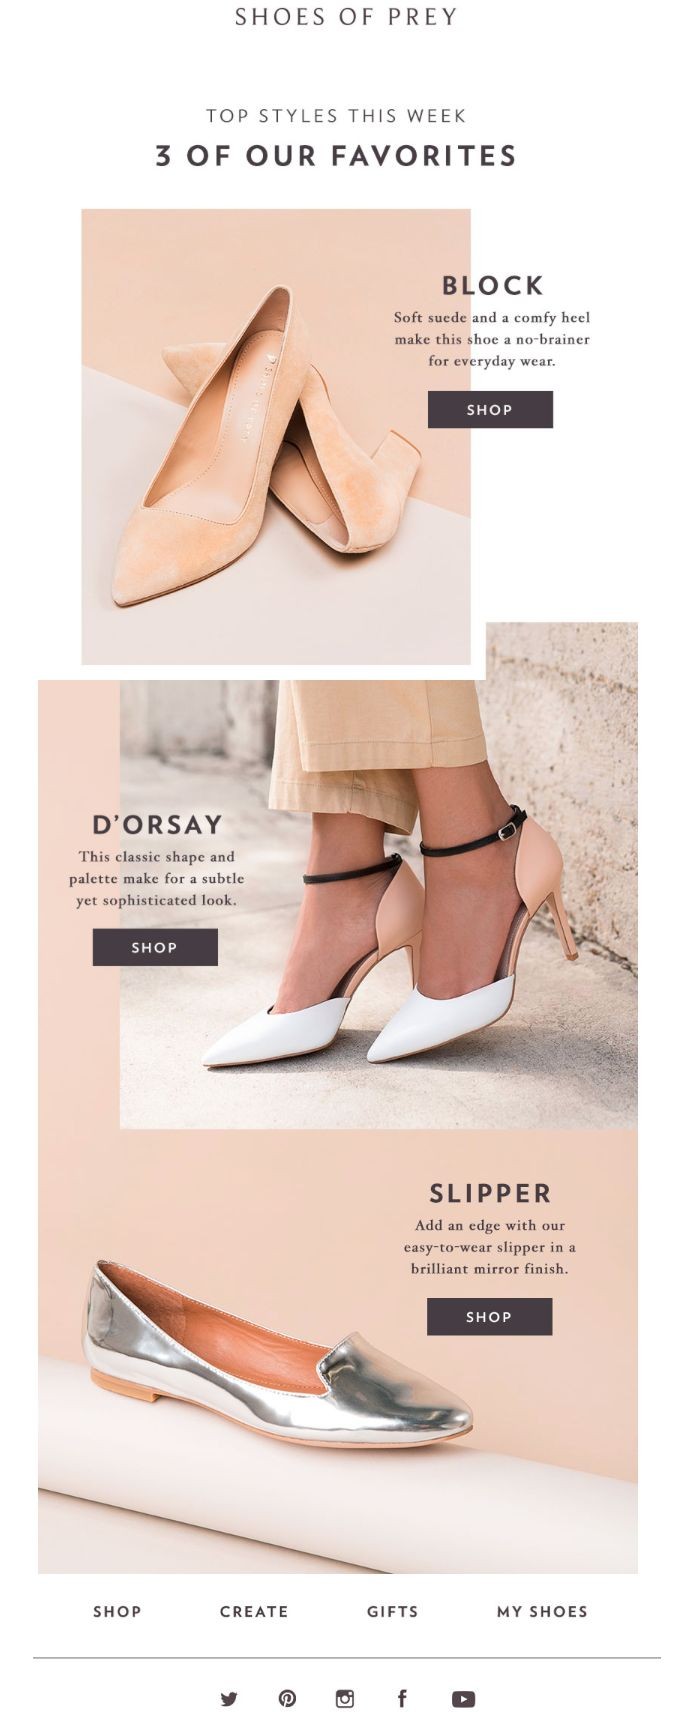 SHOES OF PREY
TOP STYLES THIS WEEK
3 OF OUR FAVORITES
BLOCK
Soft suede and a comfy heel
make this shoe a no-brainer
for everyday wear.
SHOP
D'ORSAY
This classic shape and
palette make for a subtle
yet sophisticated look.
SHOP
SLIPPER
Add an edge with our
easy-to-wear slipper in a
brilliant mirror finish.
SHOP
SHOP CREATE GIFTS MY SHOES